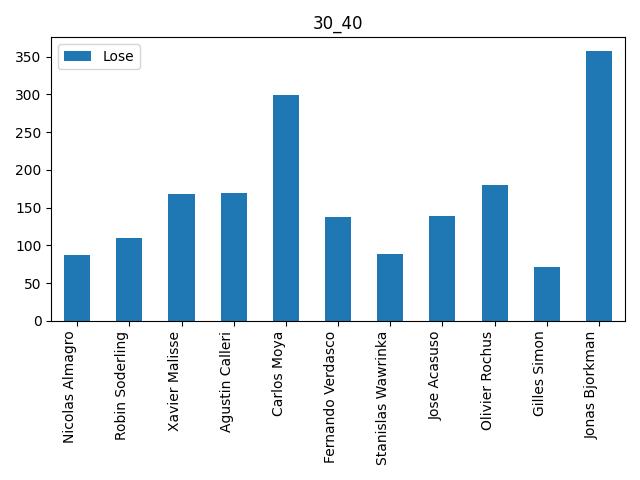 30_40
Lose
350
300
250
200
150
100
50
0
Nicolas Almagro
Robin Soderling
Xavier Malisse
Agustin Calleri
Carlos Moya
Fernando Verdasco
Stanislas Wawrinka
Jose Acasuso
Olivier Rochus
Gilles Simon
Jonas Bjorkman